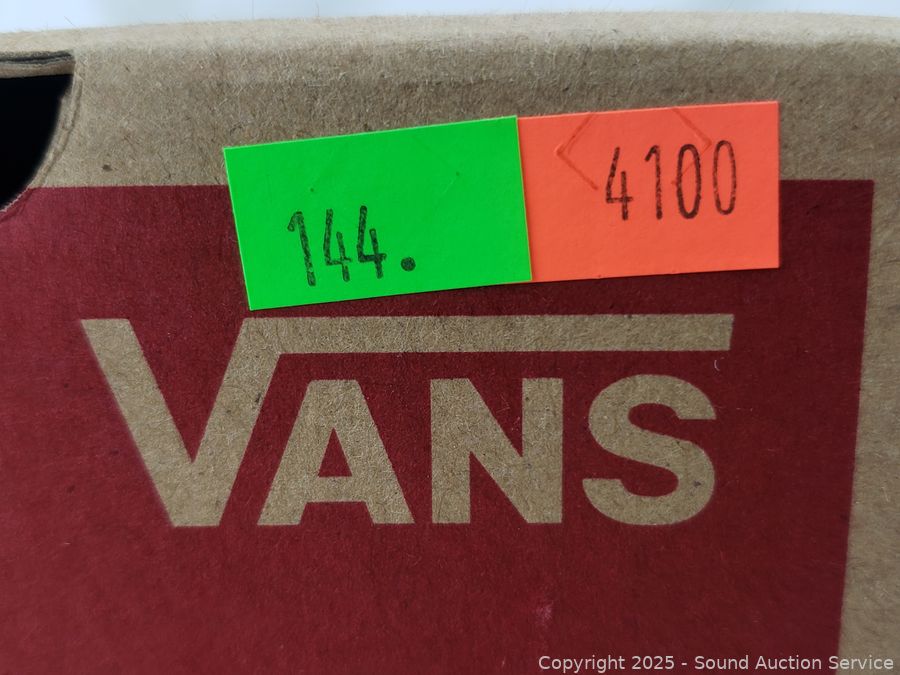 144.
4100
VANS
Copyright 2025 - Sound Auction Service